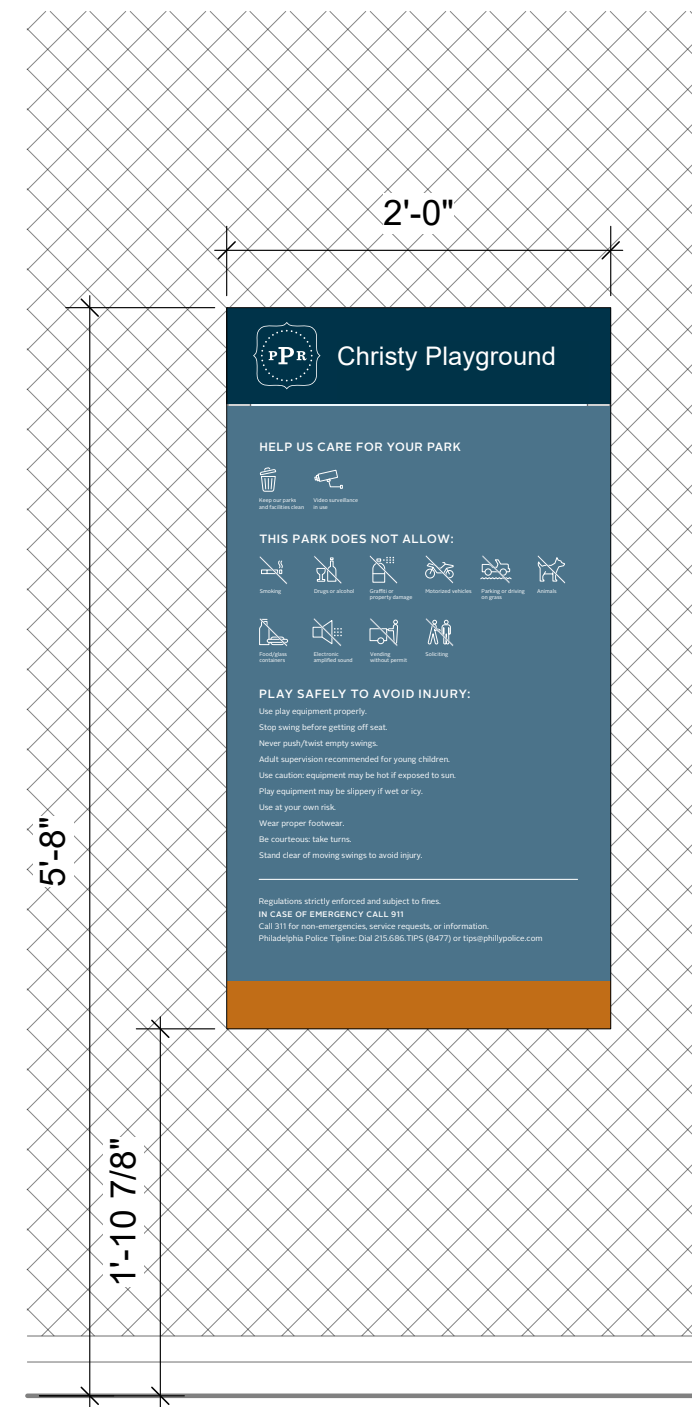 2'-0"
PPR
Christy Playground
HELP US CARE FOR YOUR PARK
Keep our parks
and facilities clean
Video surveillance
in use
THIS PARK DOES NOT ALLOW:
Smoking
Drugs or alcohol
Graffiti or
property damage
Motorized vehicles
Parking or driving
on grass
Animals
Food/glass
containers
Electronic
amplified sound
Vending
without permit
Soliciting
PLAY SAFELY TO AVOID INJURY:
Use play equipment properly.
Stop swing before getting off seat.
Never push/twist empty swings.
Adult supervision recommended for young children.
Use caution: equipment may be hot if exposed to sun.
Play equipment may be slippery if wet or icy.
Use at your own risk.
Wear proper footwear.
Be courteous: take turns.
Stand clear of moving swings to avoid injury.
Regulations strictly enforced and subject to fines.
IN CASE OF EMERGENCY CALL 911
Call 311 for non-emergencies, service requests, or information.
Philadelphia Police Tipline: Dial 215.686.TIPS (8477) or tips@phillypolice.com
5'-8"
1'-10 7/8"